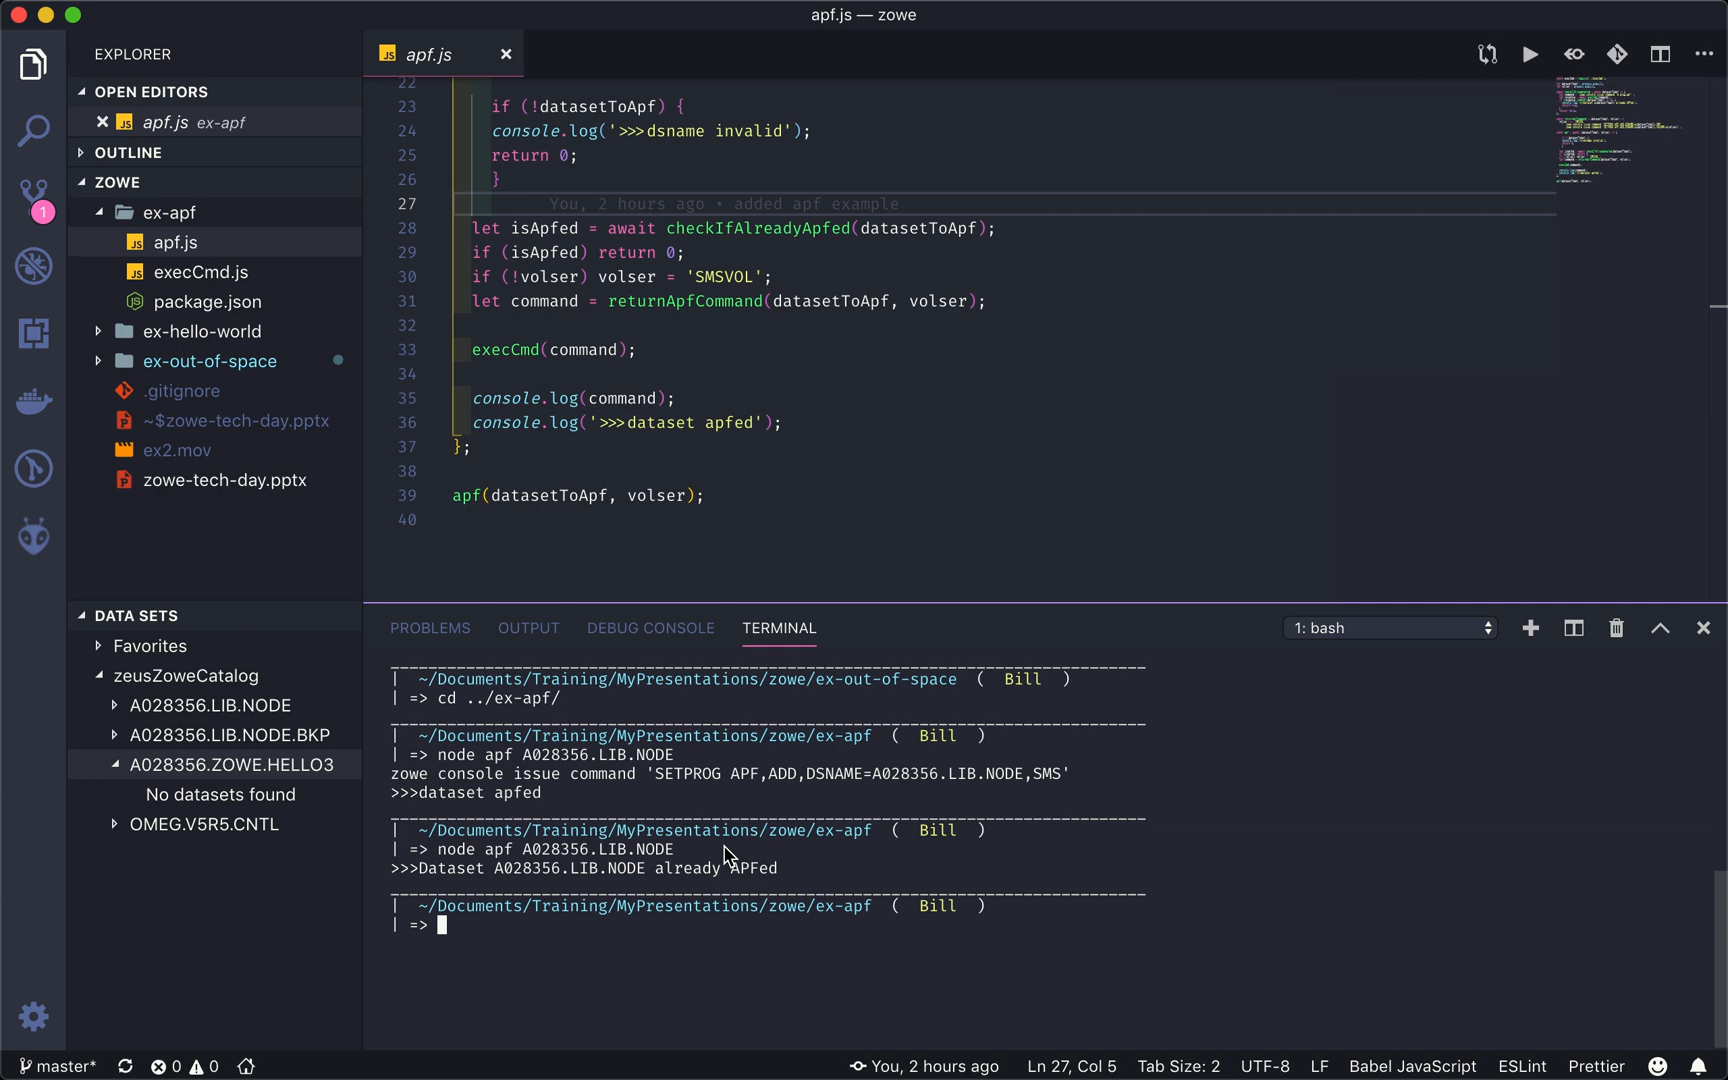 apf.js — zowe
EXPLORER
OPEN EDITORS
apf.js ex-apf
OUTLINE
ZOWE
ex-apf
apf.js
execCmd.js
package.json
ex-hello-world
ex-out-of-space
.gitignore
~$zowe-tech-day.pptx
ex2.mov
zowe-tech-day.pptx
1
DATA SETS
Favorites
zeusZoweCatalog
A028356.LIB.NODE
A028356.LIB.NODE.BKP
A028356.ZOWE.HELLO3
No datasets found
OMEG.V5R5.CNTL
JS apf.js
22
23 if (!datasetToApf) {
24 console.log('>>>dsname invalid');
25 return 0;
26 }
27 You, 2 hours ago • added apf example
28 let isApfed = await checkIfAlreadyApfed(datasetToApf);
29 if (isApfed) return 0;
30 if (!volser) volser = 'SMSVOL';
31 let command = returnApfCommand(datasetToApf, volser);
32
33 execCmd(command);
34
35 console.log(command);
36 console.log('>>>dataset apfed');
37 };
38
39 apf(datasetToApf, volser);
40
PROBLEMS OUTPUT DEBUG CONSOLE TERMINAL 1: bash
| ~/Documents/Training/MyPresentations/zowe/ex-out-of-space ( Bill )
| => cd ../ex-apf/
| ~/Documents/Training/MyPresentations/zowe/ex-apf ( Bill )
| => node apf A028356.LIB.NODE
zowe console issue command 'SETPROG APF,ADD,DSNAME=A028356.LIB.NODE,SMS'
>>>dataset apfed
| ~/Documents/Training/MyPresentations/zowe/ex-apf ( Bill )
| => node apf A028356.LIB.NODE
>>>Dataset A028356.LIB.NODE already APFed
| ~/Documents/Training/MyPresentations/zowe/ex-apf ( Bill )
| =>
master* 0 0 You, 2 hours ago Ln 27, Col 5 Tab Size: 2 UTF-8 LF Babel JavaScript ESLint Prettier